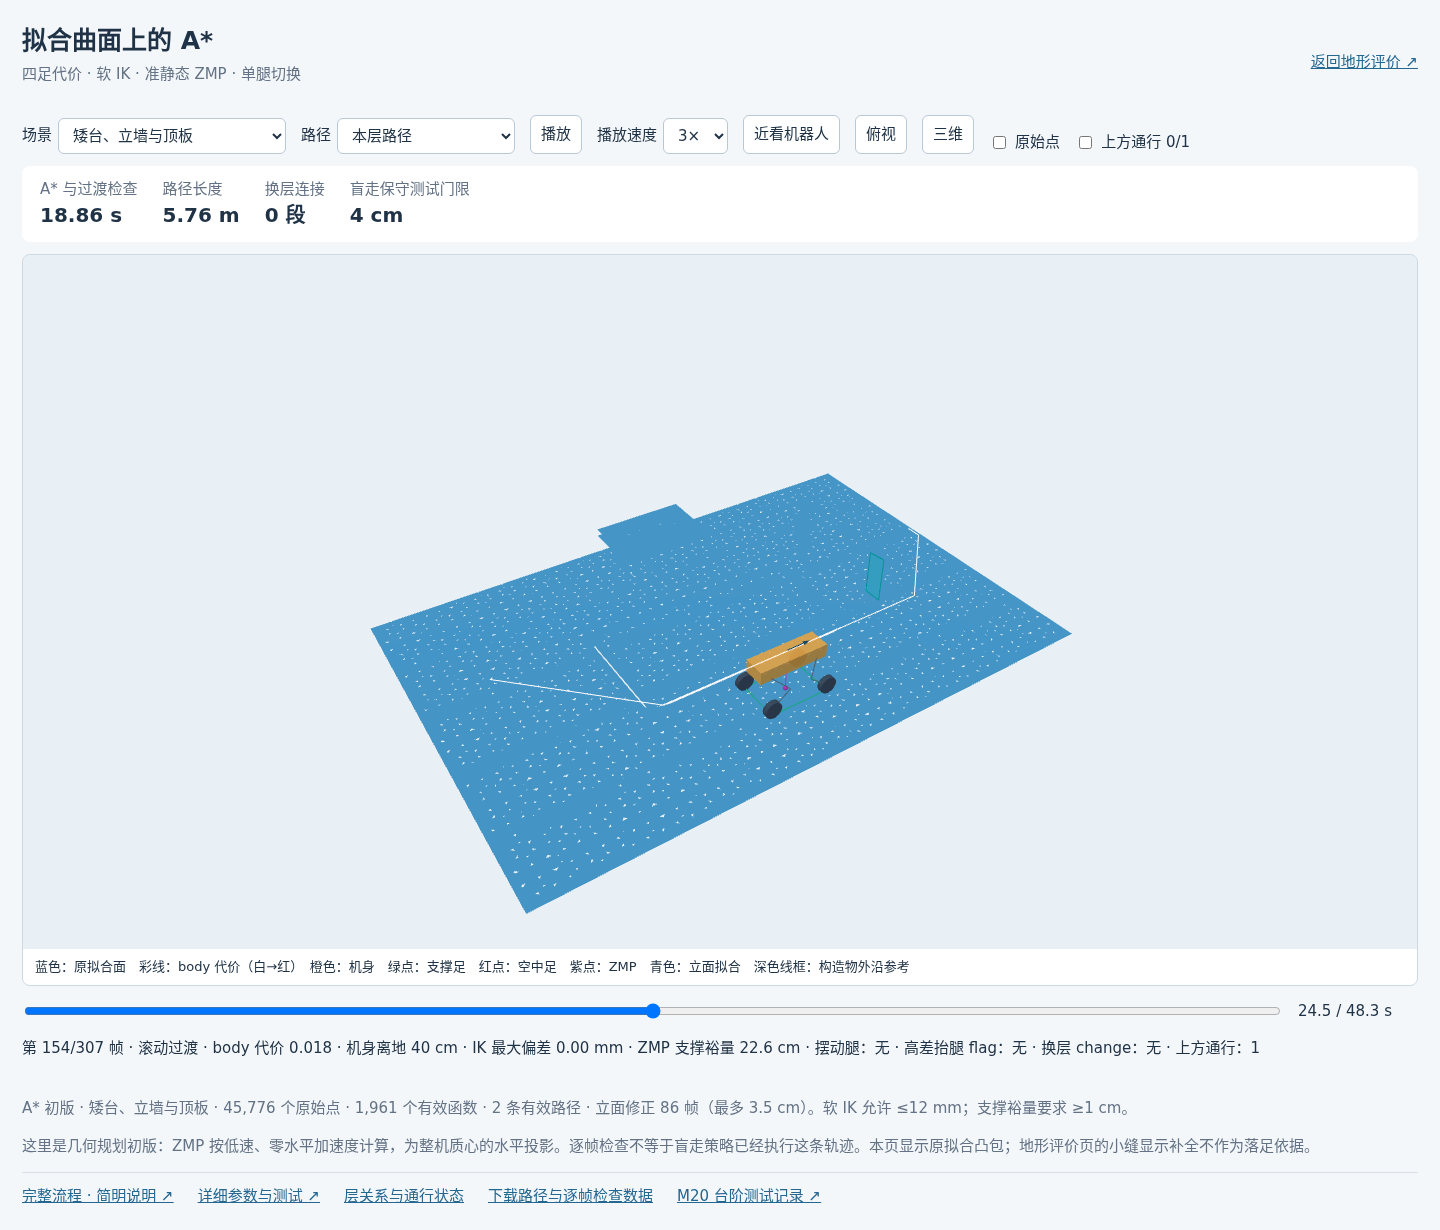 拟合曲面上的 A*
四足代价 · 软 IK · 准静态 ZMP · 单腿切换
返回地形评价 ↗
场景 矮台、立墙与顶板 路径 本层路径 播放 播放速度 3× 近看机器人 俯视 三维 原始点 上方通行 0/1
A* 与过渡检查 路径长度 换层连接 盲走保守测试门限
18.86 s 5.76 m 0 段 4 cm
蓝色：原拟合面 彩线：body 代价（白→红） 橙色：机身 绿点：支撑足 红点：空中足 紫点：ZMP 青色：立面拟合 深色线框：构造物外沿参考
24.5 / 48.3 s
第 154/307 帧 · 滚动过渡 · body 代价 0.018 · 机身离地 40 cm · IK 最大偏差 0.00 mm · ZMP 支撑裕量 22.6 cm · 摆动腿：无 · 高差抬腿 flag：无 · 换层 change：无 · 上方通行：1
A* 初版 · 矮台、立墙与顶板 · 45,776 个原始点 · 1,961 个有效函数 · 2 条有效路径 · 立面修正 86 帧（最多 3.5 cm）。软 IK 允许 ≤12 mm；支撑裕量要求 ≥1 cm。
这里是几何规划初版：ZMP 按低速、零水平加速度计算，为整机质心的水平投影。逐帧检查不等于盲走策略已经执行这条轨迹。本页显示原拟合凸包；地形评价页的小缝显示补全不作为落足依据。
完整流程 · 简明说明 ↗ 详细参数与测试 ↗ 层关系与通行状态 下载路径与逐帧检查数据 M20 台阶测试记录 ↗